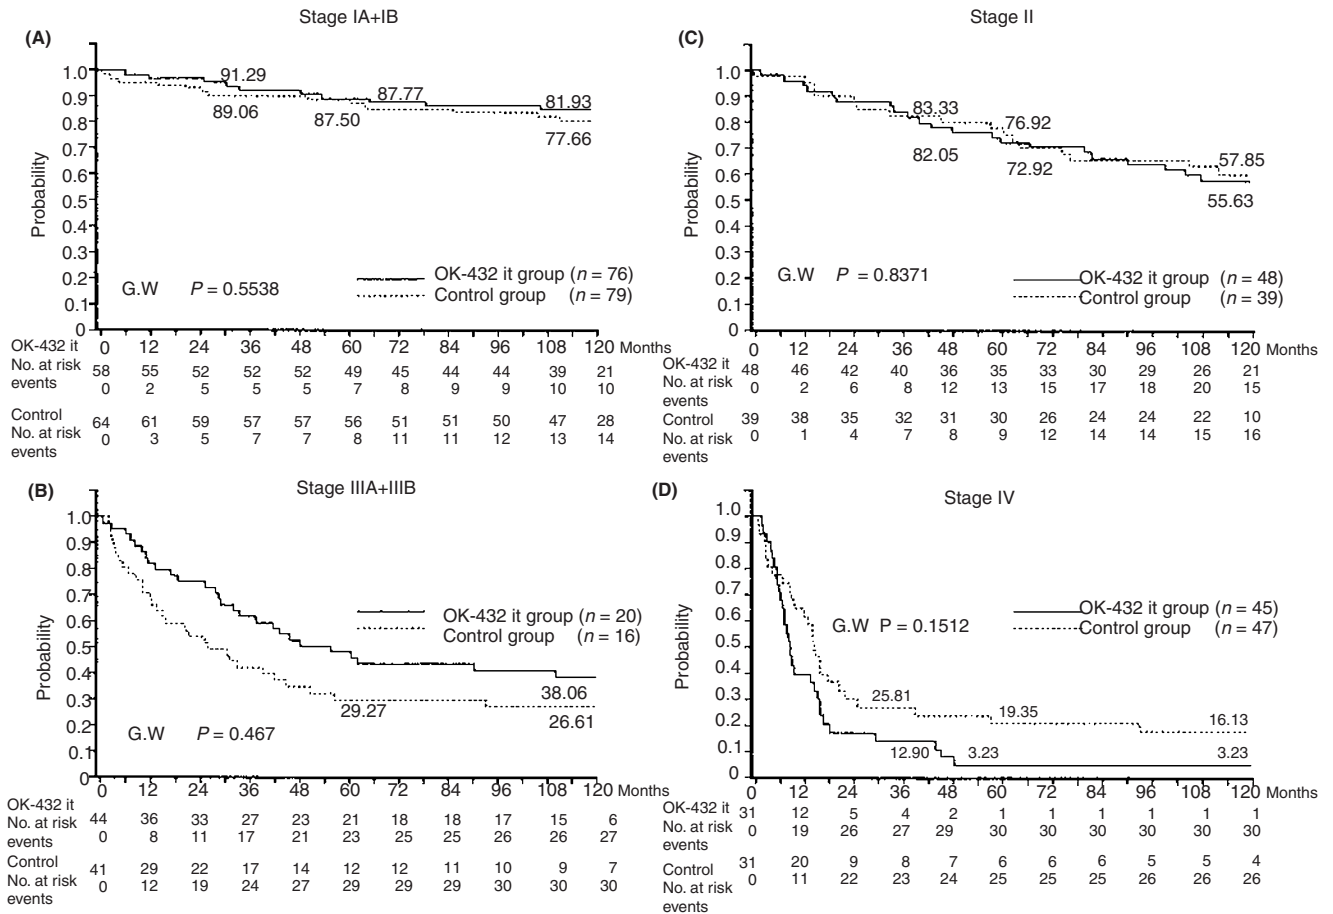 Stage IA+IB
(A)
1.0
0.9
0.8
0.7
0.6
0.5
0.4
0.3
0.2
0.1
0
Probability
91.29
87.77
81.93
89.06
87.50
77.66
OK-432 it group (n = 76)
Control group (n = 79)
G.W P = 0.5538
0 12 24 36 48 60 72 84 96 108 120 Months
OK-432 it
No. at risk
events
58 55 52 52 52 49 45 44 44 39 21
0 2 5 5 5 7 8 9 9 10 10
Control
No. at risk
events
64 61 59 57 57 56 51 51 50 47 28
0 3 5 7 7 8 11 11 12 13 14
Stage II
(C)
1.0
0.9
0.8
0.7
0.6
0.5
0.4
0.3
0.2
0.1
0
Probability
83.33
76.92
57.85
82.05
72.92
55.63
G.W P = 0.8371
OK-432 it group (n = 48)
Control group (n = 39)
0 12 24 36 48 60 72 84 96 108 120 Months
OK-432 it
No. at risk
events
48 46 42 40 36 35 33 30 29 26 21
0 2 6 8 12 13 15 17 18 20 15
Control
No. at risk
events
39 38 35 32 31 30 26 24 24 22 10
0 1 4 7 8 9 12 14 14 15 16
Stage IIIA+IIIB
(B)
1.0
0.9
0.8
0.7
0.6
0.5
0.4
0.3
0.2
0.1
0
Probability
OK-432 it group (n = 20)
Control group (n = 16)
38.06
29.27
26.61
G.W P = 0.467
0 12 24 36 48 60 72 84 96 108 120 Months
OK-432 it
No. at risk
events
44 36 33 27 23 21 18 18 17 15 6
0 8 11 17 21 23 25 25 26 26 27
Control
No. at risk
events
41 29 22 17 14 12 12 11 10 9 7
0 12 19 24 27 29 29 29 30 30 30
Stage IV
(D)
1.0
0.9
0.8
0.7
0.6
0.5
0.4
0.3
0.2
0.1
0
Probability
OK-432 it group (n = 45)
Control group (n = 47)
G.W P = 0.1512
25.81
19.35
16.13
12.90
3.23
3.23
0 12 24 36 48 60 72 84 96 108 120 Months
OK-432 it
No. at risk
events
31 12 5 4 2 1 1 1 1 1 1
0 19 26 27 29 30 30 30 30 30 30
Control
No. at risk
events
31 20 9 8 7 6 6 6 5 5 4
0 11 22 23 24 25 25 25 26 26 26